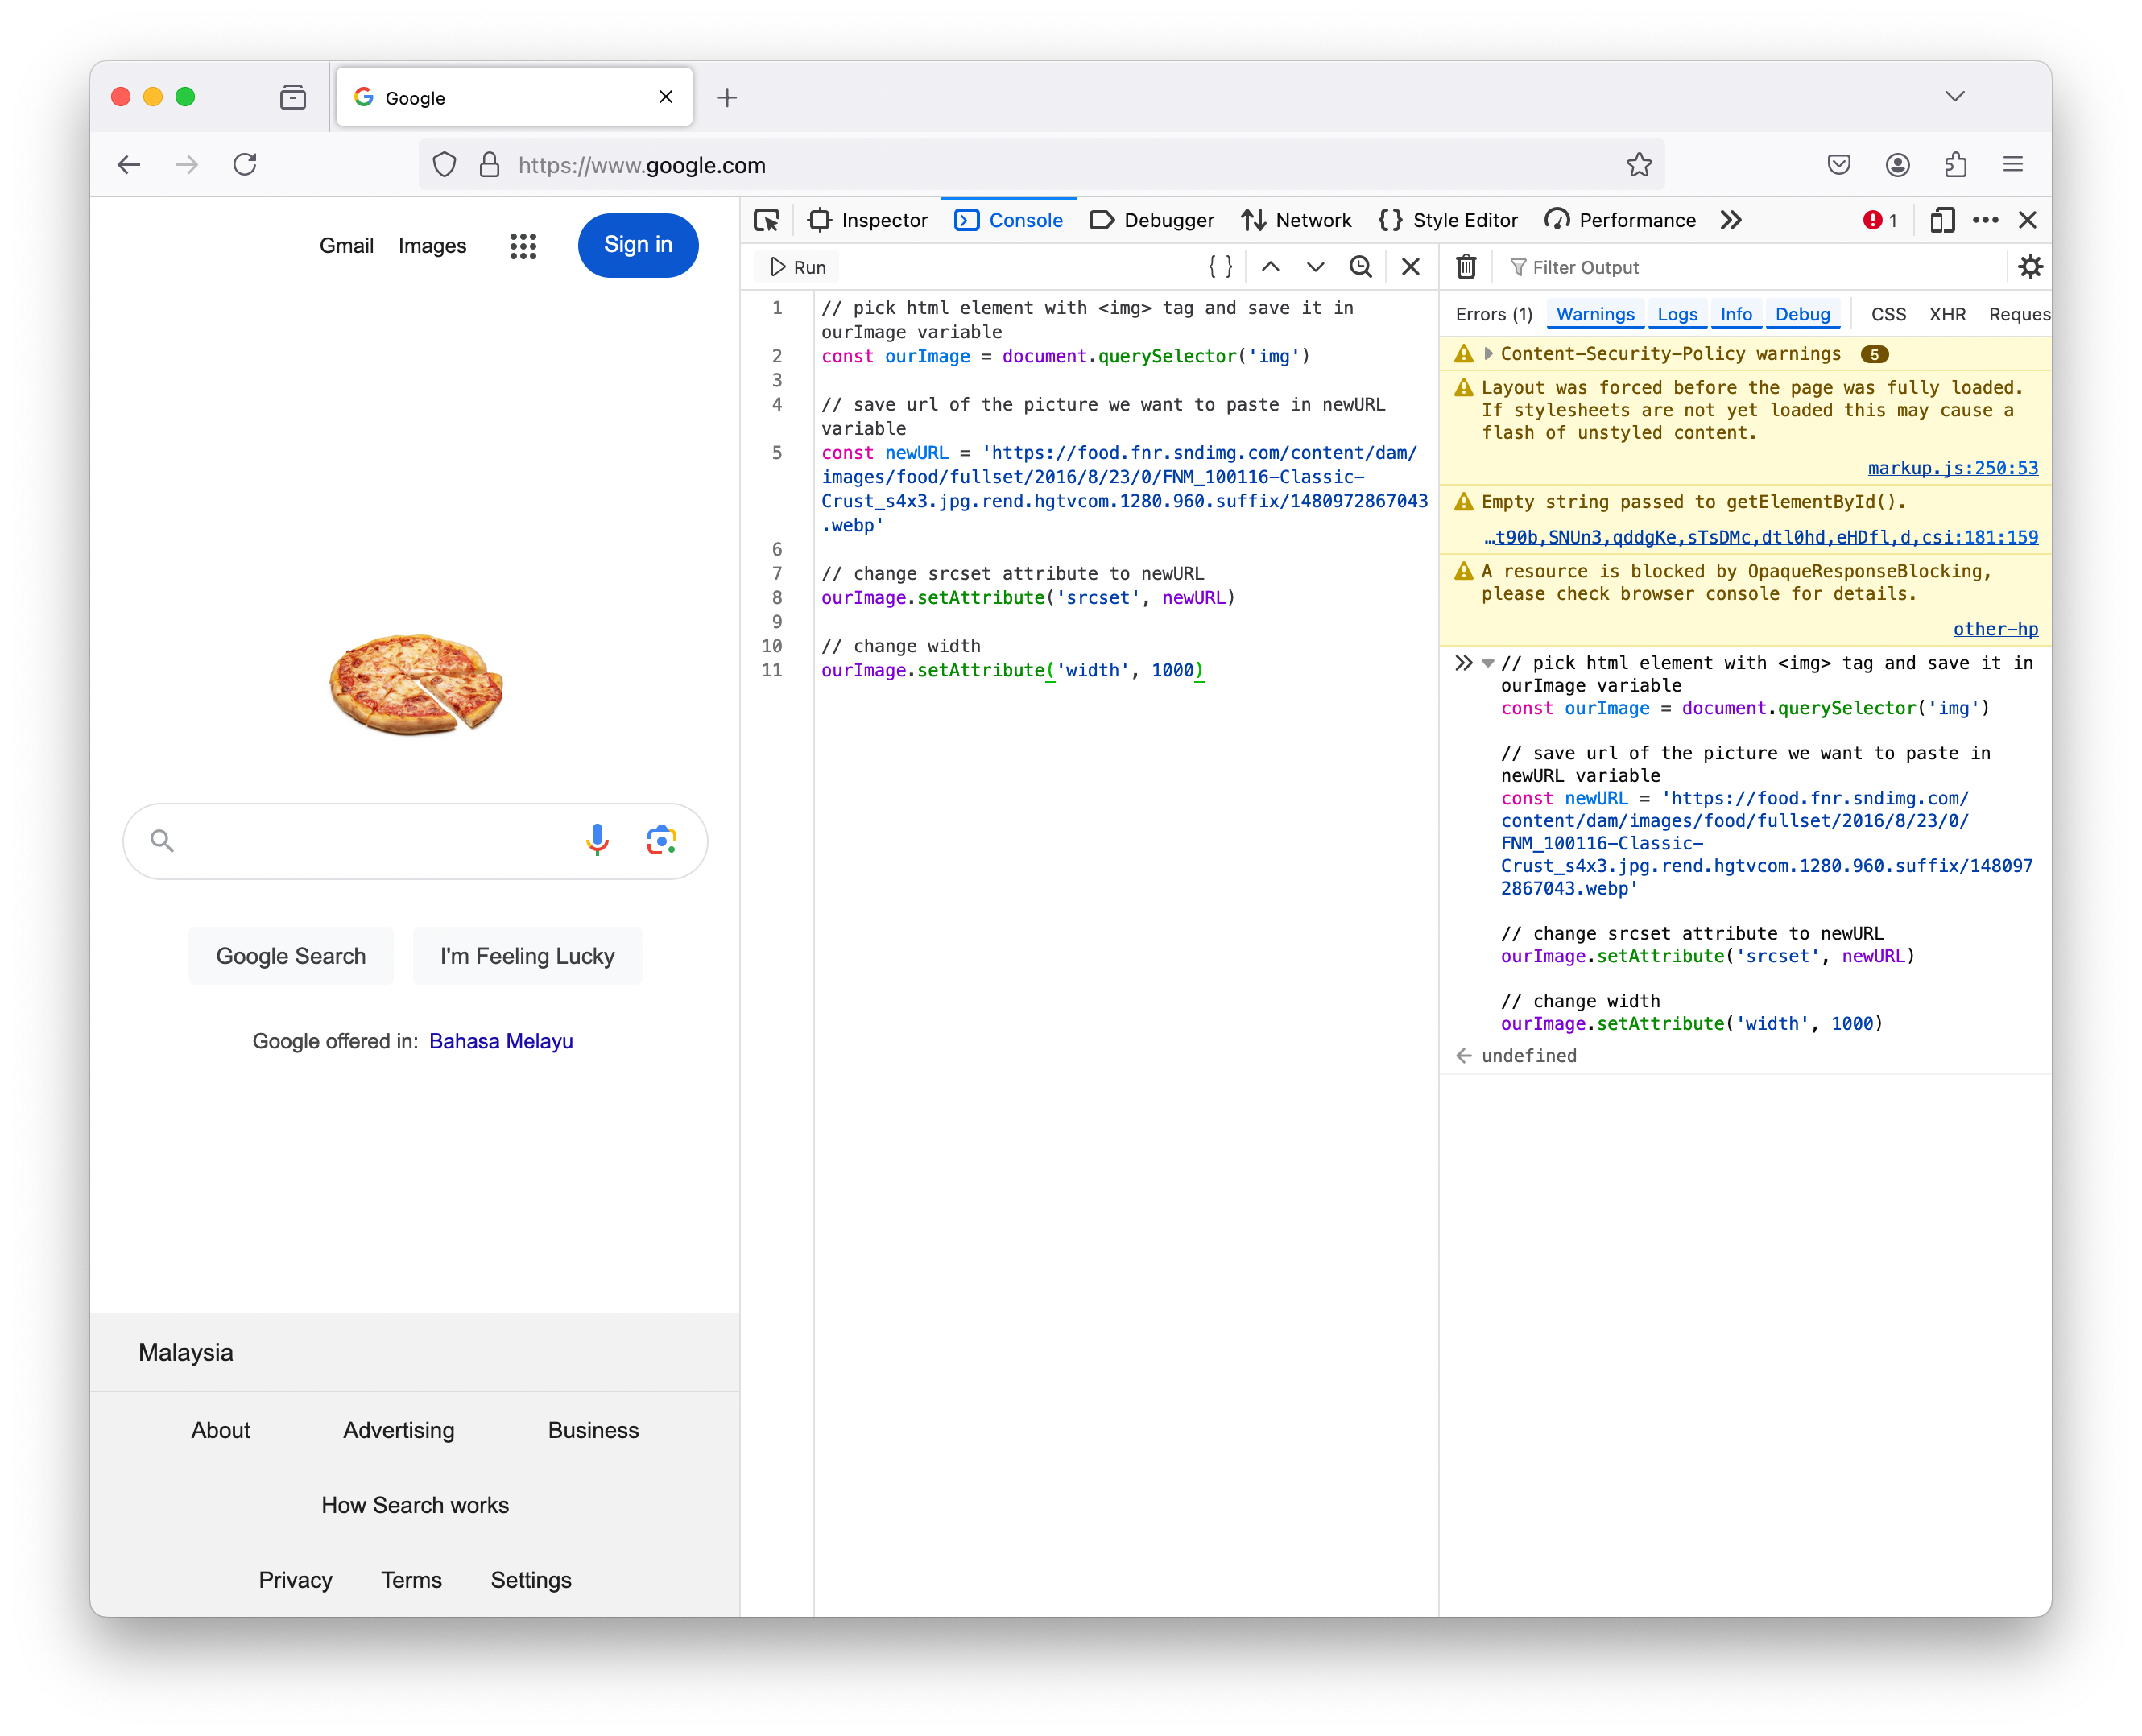 Google
https://www.google.com
Gmail Images Sign in
Google Search I'm Feeling Lucky
Google offered in: Bahasa Melayu
Malaysia
About Advertising Business
How Search works
Privacy Terms Settings
Inspector Console Debugger Network Style Editor Performance 1
Run
1 // pick html element with <img> tag and save it in
ourImage variable
2 const ourImage = document.querySelector('img')
3
4 // save url of the picture we want to paste in newURL
variable
5 const newURL = 'https://food.fnr.sndimg.com/content/dam/
images/food/fullset/2016/8/23/0/FNM_100116-Classic-
Crust_s4x3.jpg.rend.hgtvcom.1280.960.suffix/1480972867043
.webp'
6
7 // change srcset attribute to newURL
8 ourImage.setAttribute('srcset', newURL)
9
10 // change width
11 ourImage.setAttribute('width', 1000)
Filter Output
Errors (1) Warnings Logs Info Debug CSS XHR Reques
Content-Security-Policy warnings 5
Layout was forced before the page was fully loaded.
If stylesheets are not yet loaded this may cause a
flash of unstyled content.
markup.js:250:53
Empty string passed to getElementById().
…t90b,SNUn3,qddgKe,sTsDMc,dtl0hd,eHDfl,d,csi:181:159
A resource is blocked by OpaqueResponseBlocking,
please check browser console for details.
other-hp
// pick html element with <img> tag and save it in
ourImage variable
const ourImage = document.querySelector('img')
// save url of the picture we want to paste in
newURL variable
const newURL = 'https://food.fnr.sndimg.com/
content/dam/images/food/fullset/2016/8/23/0/
FNM_100116-Classic-
Crust_s4x3.jpg.rend.hgtvcom.1280.960.suffix/148097
2867043.webp'
// change srcset attribute to newURL
ourImage.setAttribute('srcset', newURL)
// change width
ourImage.setAttribute('width', 1000)
undefined